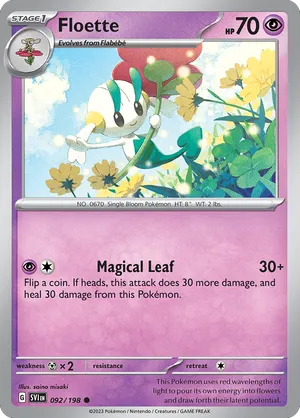 STAGE 1
Floette
HP 70
Evolves from Flabébé
NO. 0670 Single Bloom Pokémon HT: 8" WT: 2 lbs.
Magical Leaf 30+
Flip a coin. If heads, this attack does 30 more damage, and
heal 30 damage from this Pokémon.
weakness ×2 resistance retreat
Illus. saino misaki
This Pokémon uses red wavelengths of
light to pour its own energy into flowers
and draw forth their latent potential.
G SVI EN 092/198
©2023 Pokémon / Nintendo / Creatures / GAME FREAK